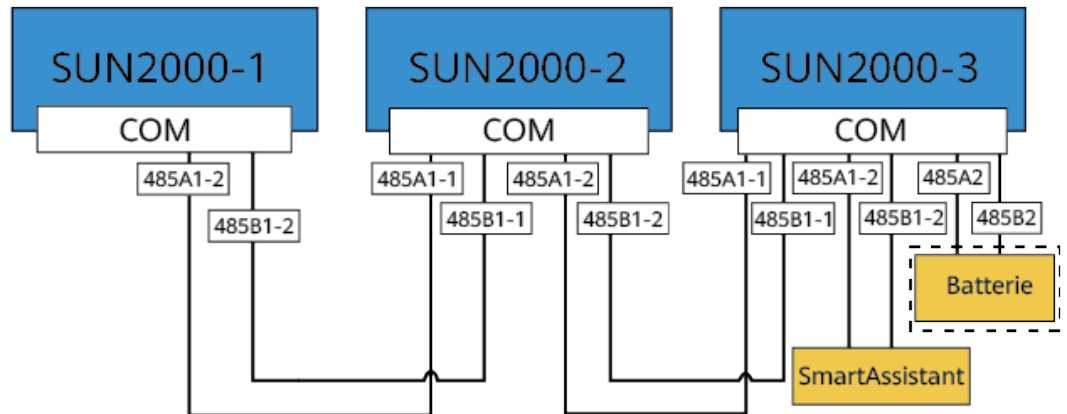 SUN2000-1
SUN2000-2
SUN2000-3
COM
COM
COM
485A1-2
485A1-1
485A1-2
485A1-1
485A1-2
485A2
485B1-2
485B1-1
485B1-2
485B1-1
485B1-2
485B2
Batterie
SmartAssistant